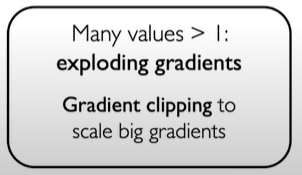 Many values > 1:
exploding gradients
Gradient clipping to
scale big gradients